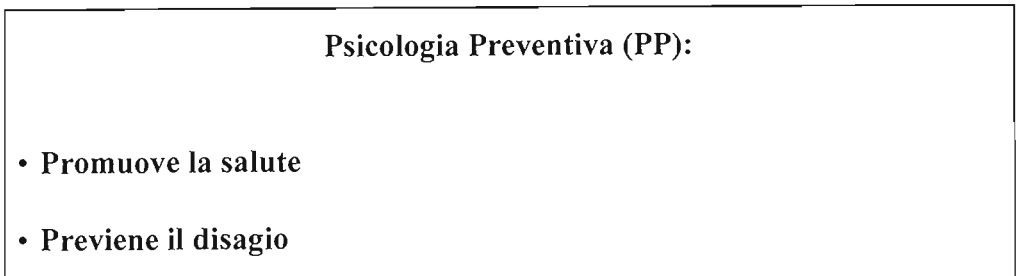 Psicologia Preventiva (PP):
• Promuove la salute
• Previene il disagio